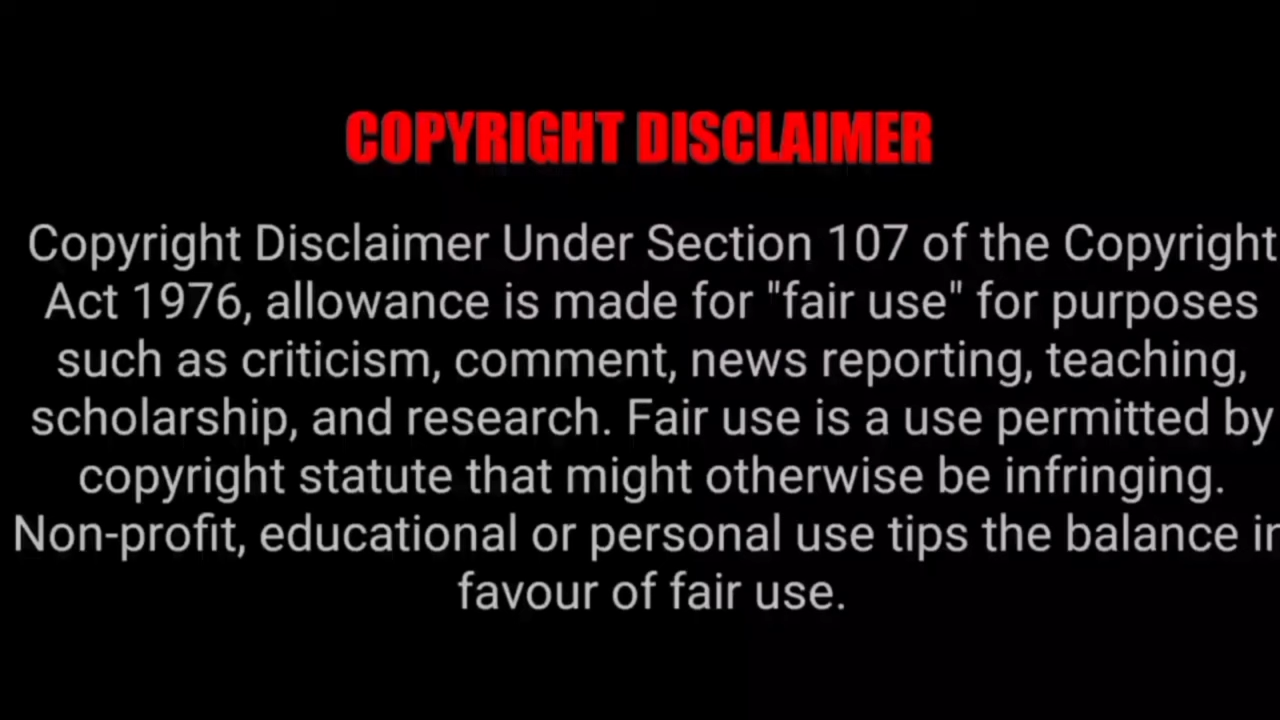 COPYRIGHT DISCLAIMER
Copyright Disclaimer Under Section 107 of the Copyright
Act 1976, allowance is made for "fair use" for purposes
such as criticism, comment, news reporting, teaching,
scholarship, and research. Fair use is a use permitted by
copyright statute that might otherwise be infringing.
Non-profit, educational or personal use tips the balance in
favour of fair use.